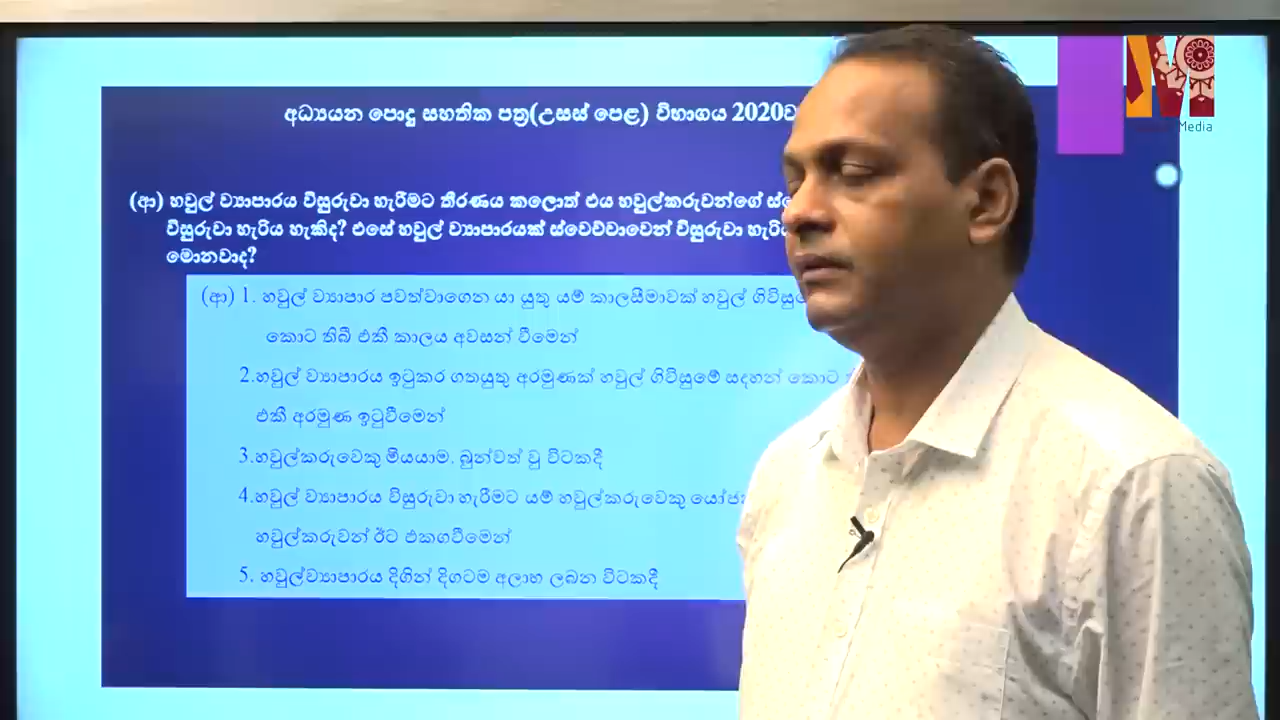 අධ්‍යයන පොදු සහතික පත්‍ර(උසස් පෙළ) විභාගය 2020
Media
(ආ) හවුල් ව්‍යාපාරය විසුරුවා හැරීමට තීරණය කලොත් එය හවුල්කරුවන්ගේ
විසුරුවා හැරිය හැකිද? එසේ හවුල් ව්‍යාපාරයක් ස්වෙච්චාවෙන් විසුරුවා
මොනවාද?
(ආ) 1. හවුල් ව්‍යාපාර පවත්වාගෙන යා යුතු යම් කාලසීමාවක් හවුල්
කොට තිබී එකී කාලය අවසන් වීමෙන්
2.හවුල් ව්‍යාපාරය ඉටුකර ගතයුතු අරමුණක් හවුල් ගිවිසුමේ සදහන් කොට
එකී අරමුණ ඉටුවීමෙන්
3.හවුල්කරුවෙකු මියයාම. බුන්වත් වු විටකදී
4.හවුල් ව්‍යාපාරය විසුරුවා හැරීමට යම් හවුල්කරුවෙකු
හවුල්කරුවන් ඊට එකගවීමෙන්
5. හවුල්ව්‍යාපාරය දිගින් දිගටම අලාභ ලබන විටකදී